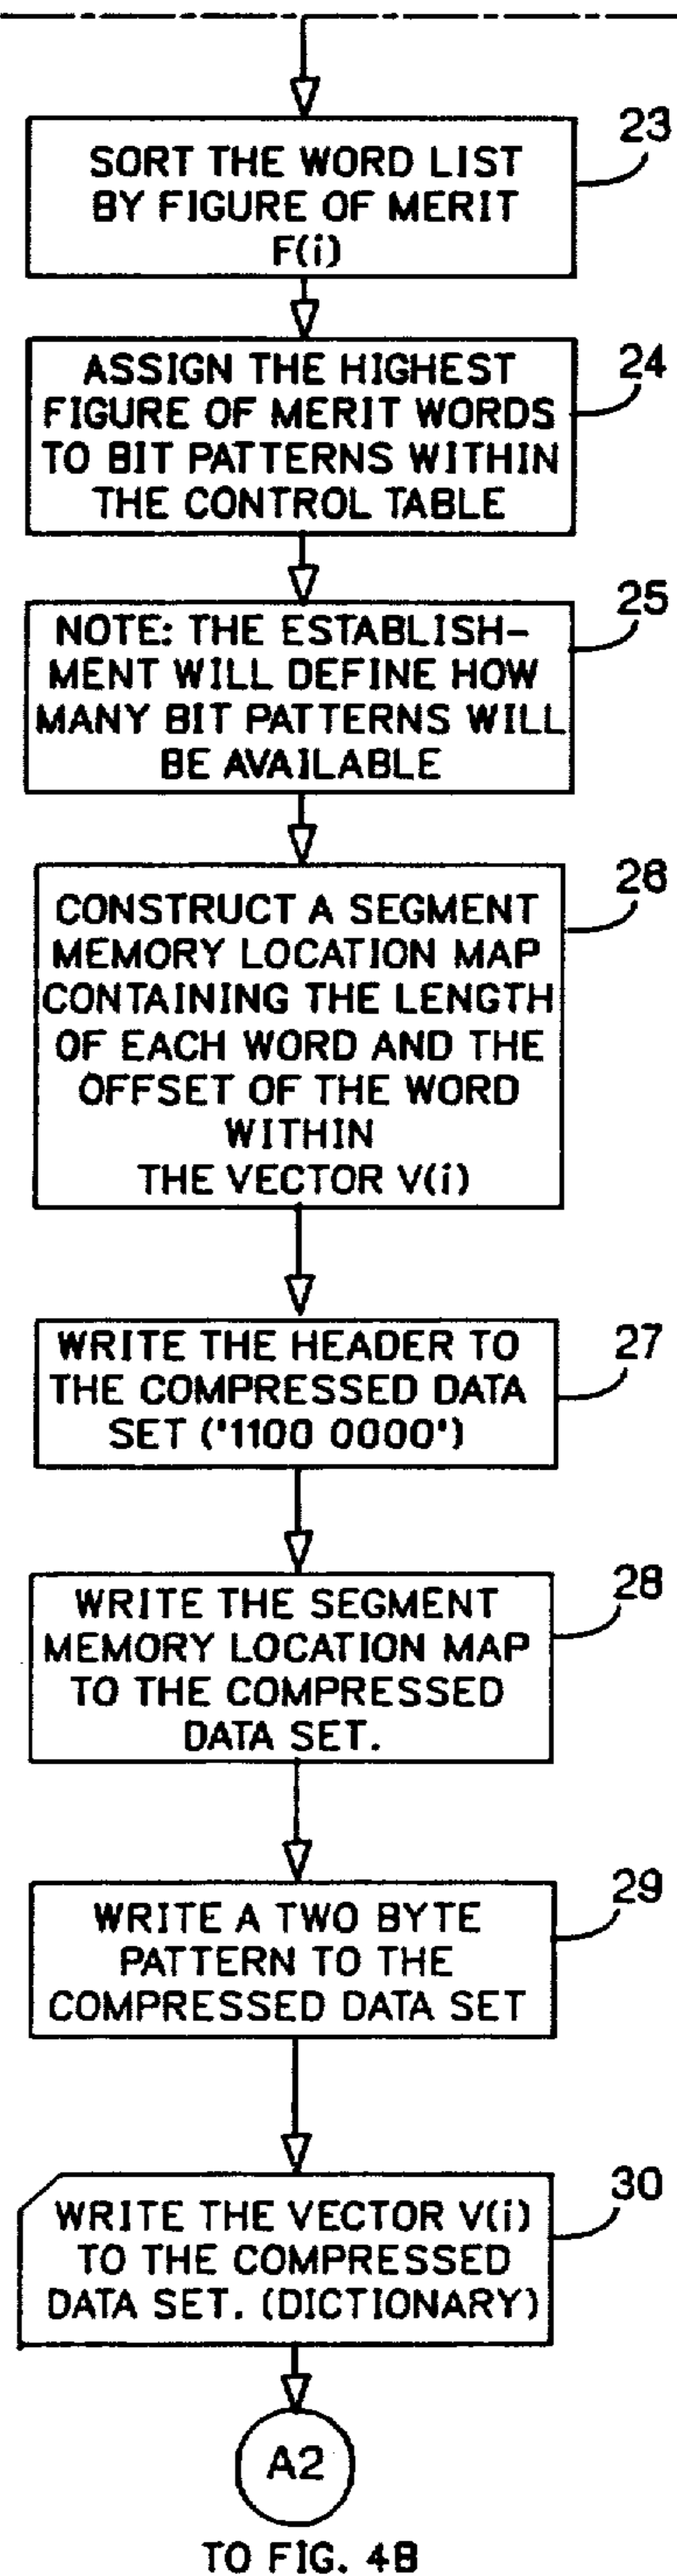 23
SORT THE WORD LIST
BY FIGURE OF MERIT
F(i)
24
ASSIGN THE HIGHEST
FIGURE OF MERIT WORDS
TO BIT PATTERNS WITHIN
THE CONTROL TABLE
25
NOTE: THE ESTABLISH-
MENT WILL DEFINE HOW
MANY BIT PATTERNS WILL
BE AVAILABLE
26
CONSTRUCT A SEGMENT
MEMORY LOCATION MAP
CONTAINING THE LENGTH
OF EACH WORD AND THE
OFFSET OF THE WORD
WITHIN
THE VECTOR V(i)
27
WRITE THE HEADER TO
THE COMPRESSED DATA
SET ('1100 0000')
28
WRITE THE SEGMENT
MEMORY LOCATION MAP
TO THE COMPRESSED
DATA SET.
29
WRITE A TWO BYTE
PATTERN TO THE
COMPRESSED DATA SET
30
WRITE THE VECTOR V(i)
TO THE COMPRESSED
DATA SET. (DICTIONARY)
A2
TO FIG. 4B